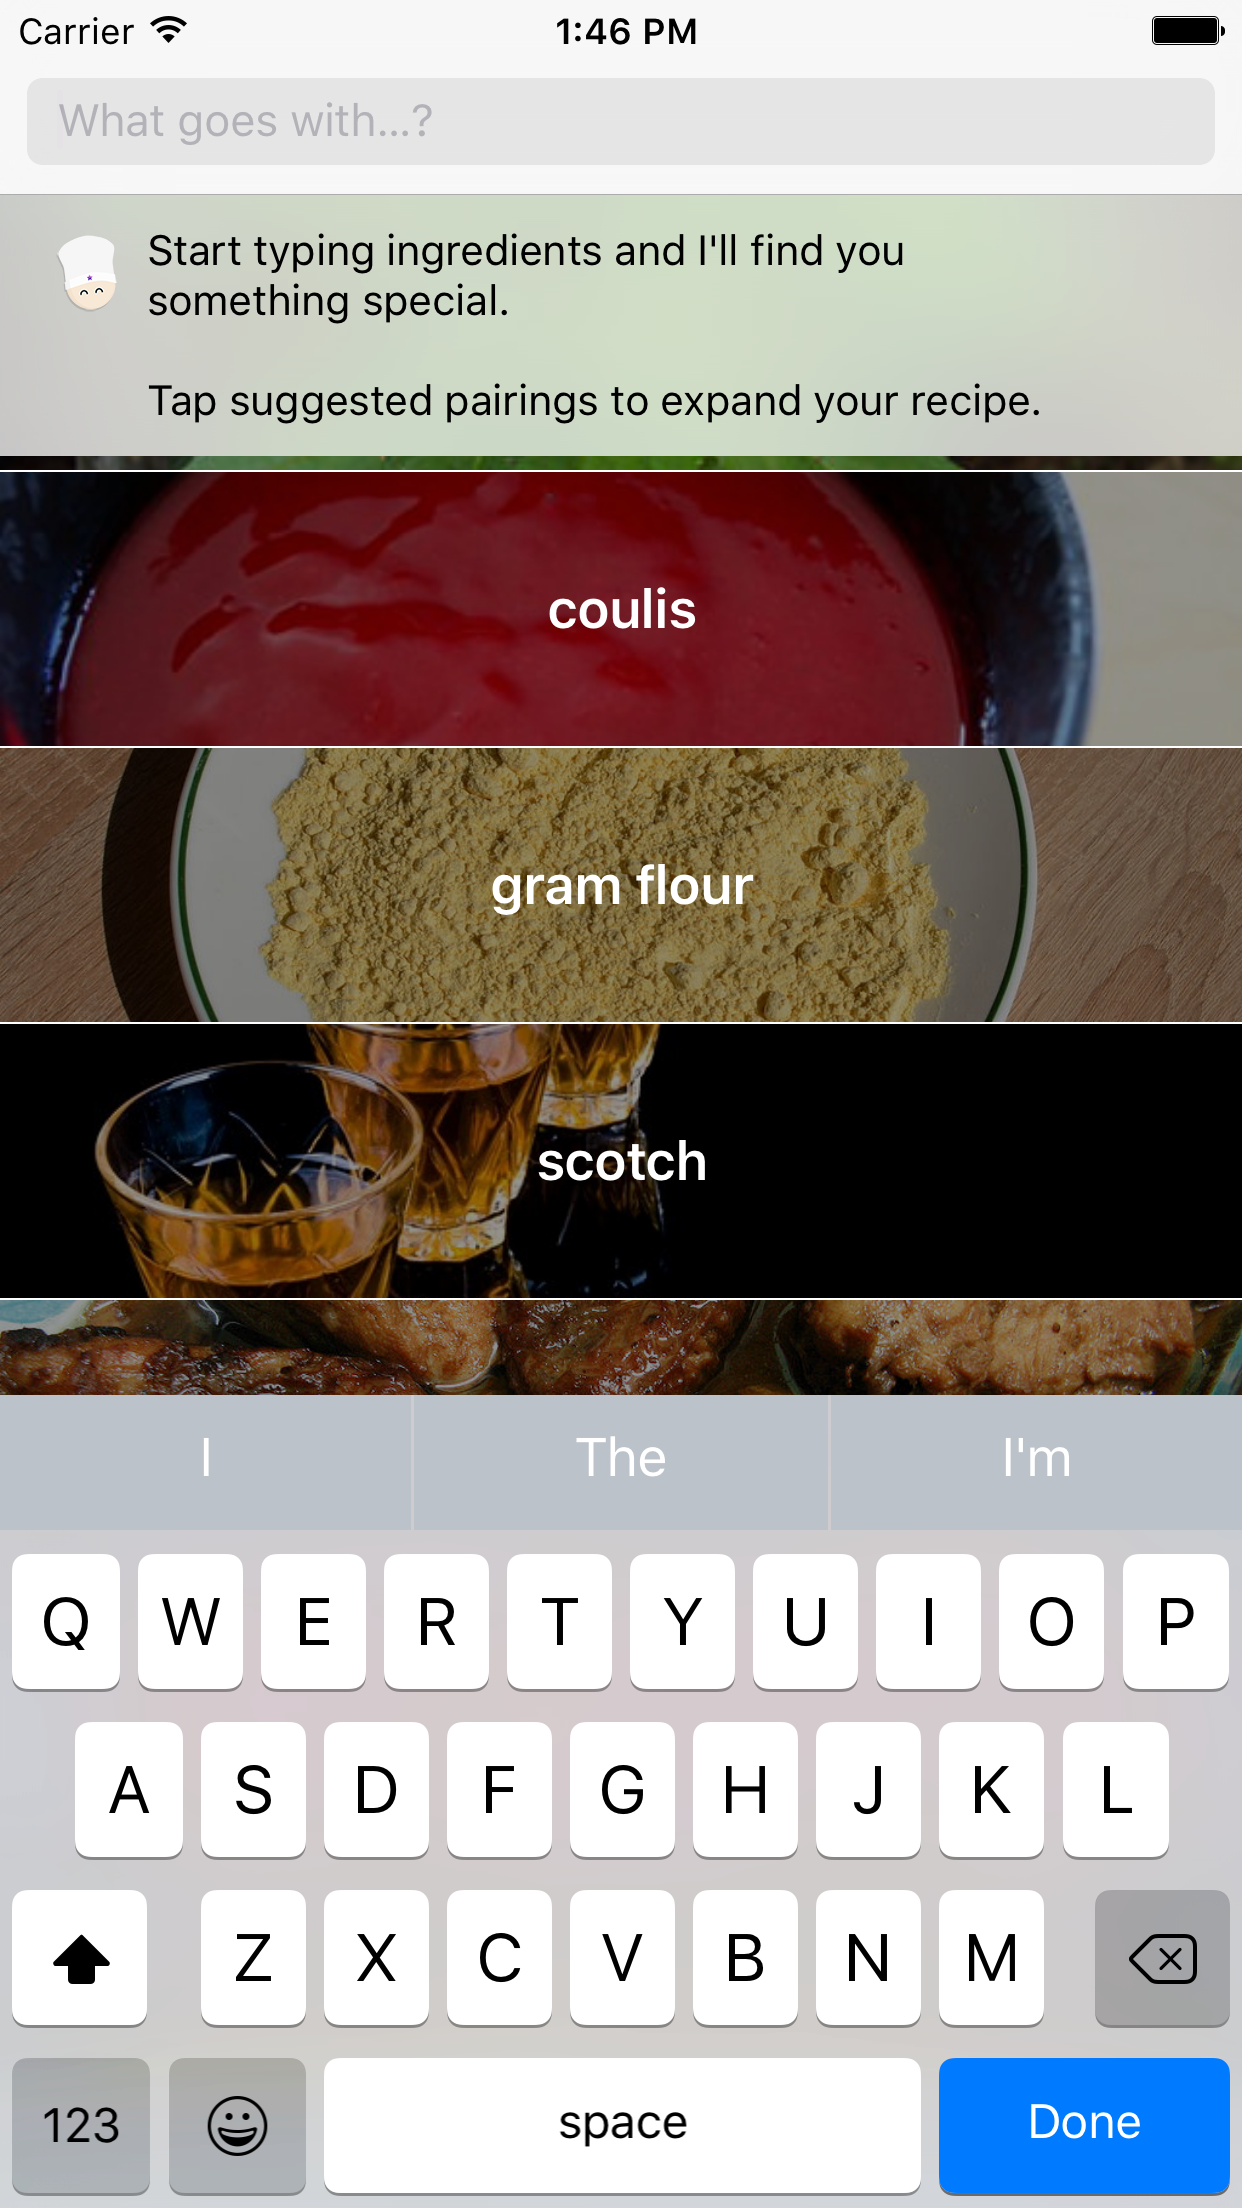 Carrier 1:46 PM
What goes with...?
Start typing ingredients and I'll find you
something special.
Tap suggested pairings to expand your recipe.
coulis
gram flour
scotch
I The I'm
Q W E R T Y U I O P
A S D F G H J K L
Z X C V B N M
123 space Done